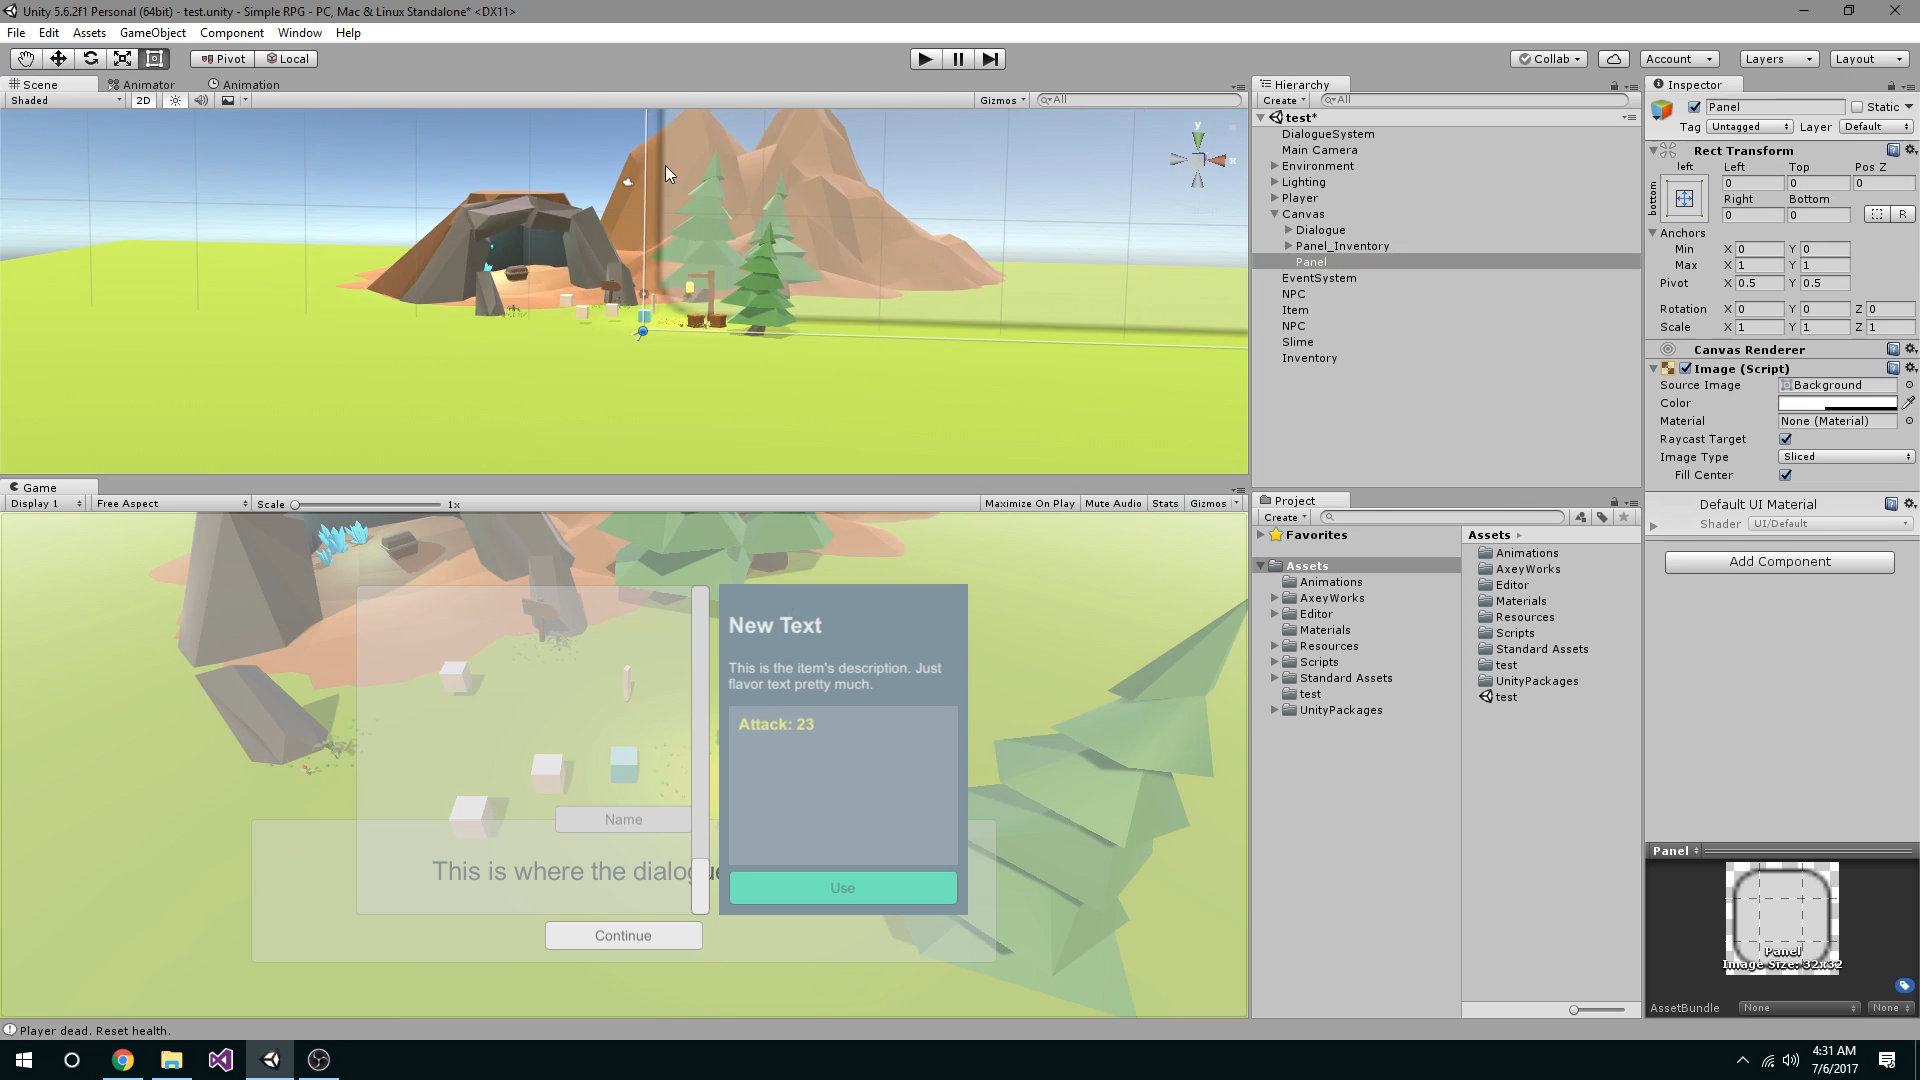 Unity 5.6.2f1 Personal (64bit) - test.unity - Simple RPG - PC, Mac & Linux Standalone* <DX11>
File Edit Assets GameObject Component Window Help
Pivot Local Collab Account Layers Layout
Scene Animator Animation
Shaded 2D Gizmos All
y
x
Game
Display 1 Free Aspect Scale 1x Maximize On Play Mute Audio Stats Gizmos
New Text
This is the item's description. Just
flavor text pretty much.
Attack: 23
Name
This is where the dialogue
Use
Continue
Hierarchy
Create All
test*
DialogueSystem
Main Camera
Environment
Lighting
Player
Canvas
Dialogue
Panel_Inventory
Panel
EventSystem
NPC
Item
NPC
Slime
Inventory
Project
Create
Favorites
Assets
Animations
AxeyWorks
Editor
Materials
Resources
Scripts
Standard Assets
test
UnityPackages
Assets
Animations
AxeyWorks
Editor
Materials
Resources
Scripts
Standard Assets
test
UnityPackages
test
Inspector
Panel Static
Tag Untagged Layer Default
Rect Transform
left Left Top Pos Z
bottom 0 0 0
Right Bottom
0 0 R
Anchors
Min X 0 Y 0
Max X 1 Y 1
Pivot X 0.5 Y 0.5
Rotation X 0 Y 0 Z 0
Scale X 1 Y 1 Z 1
Canvas Renderer
Image (Script)
Source Image Background
Color
Material None (Material)
Raycast Target
Image Type Sliced
Fill Center
Default UI Material
Shader UI/Default
Add Component
Panel
Panel
Image Size: 32x32
AssetBundle None None
Player dead. Reset health.
4:31 AM
7/6/2017